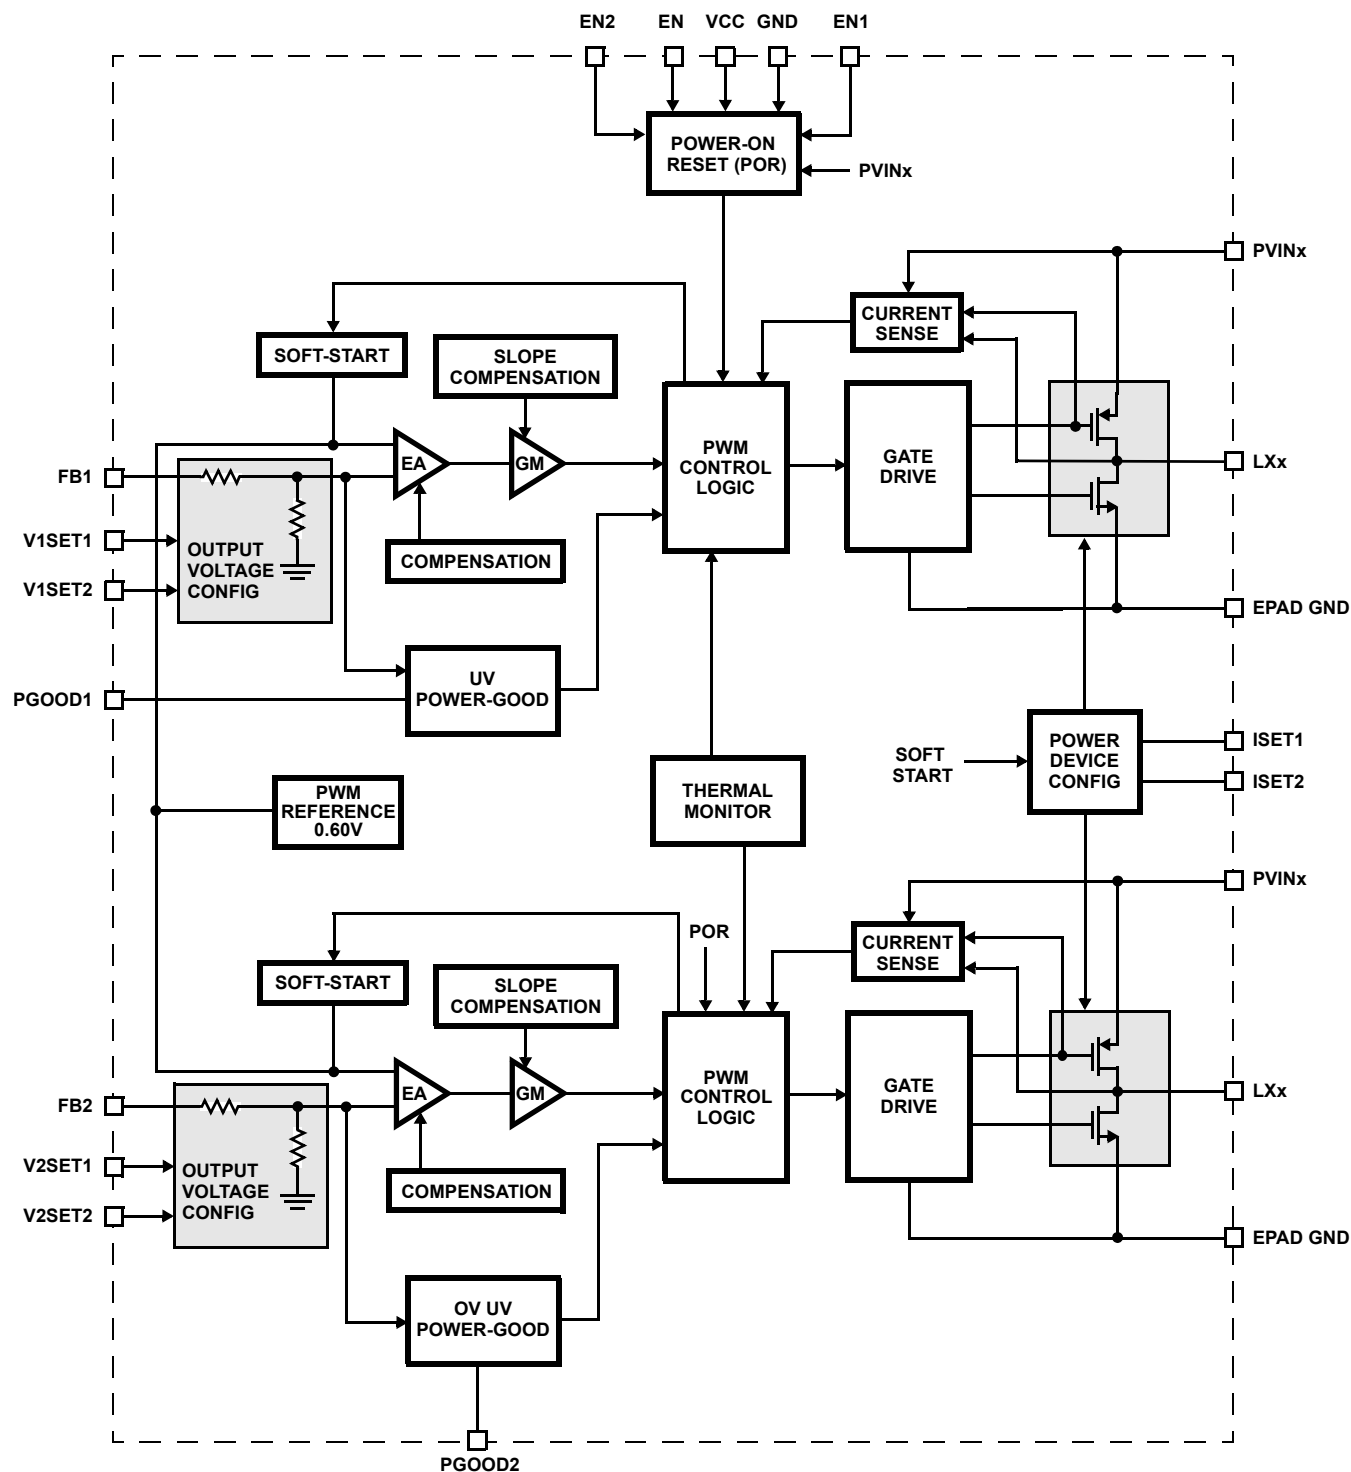 EN2
EN
VCC
GND
EN1
POWER-ON
RESET (POR)
PVINx
PVINx
CURRENT
SENSE
SOFT-START
SLOPE
COMPENSATION
PWM
CONTROL
LOGIC
GATE
DRIVE
EA
GM
LXx
FB1
V1SET1
V1SET2
OUTPUT
VOLTAGE
CONFIG
COMPENSATION
EPAD GND
UV
POWER-GOOD
PGOOD1
POWER
DEVICE
CONFIG
SOFT
START
ISET1
ISET2
THERMAL
MONITOR
PWM
REFERENCE
0.60V
PVINx
POR
CURRENT
SENSE
SOFT-START
SLOPE
COMPENSATION
PWM
CONTROL
LOGIC
GATE
DRIVE
EA
GM
LXx
FB2
V2SET1
V2SET2
OUTPUT
VOLTAGE
CONFIG
COMPENSATION
EPAD GND
OV UV
POWER-GOOD
PGOOD2